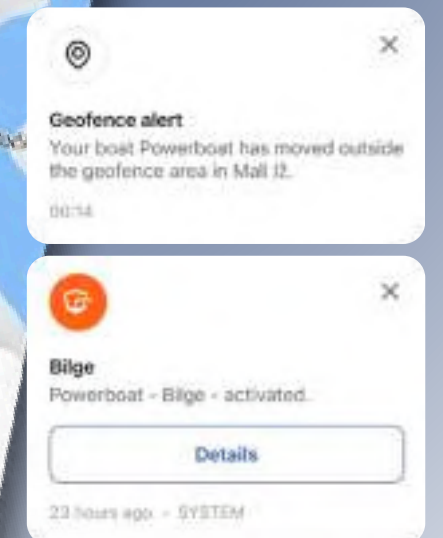 Geofence alert
Your boat Powerboat has moved outside
the geofence area in Mall
00:14
Bilge
Powerboat - Bilge - activated.
Details
23 hours ago - SYSTEM